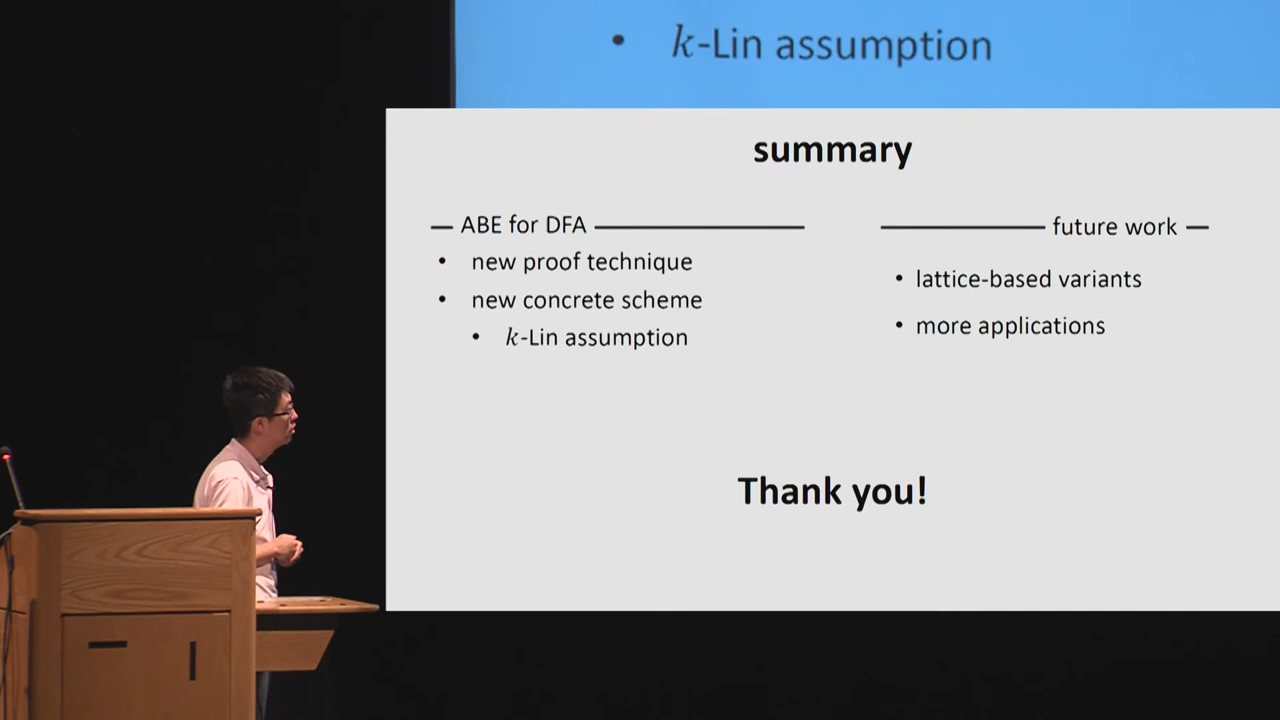 • k-Lin assumption
summary
ABE for DFA
• new proof technique
• new concrete scheme
• k-Lin assumption
future work
• lattice-based variants
• more applications
Thank you!